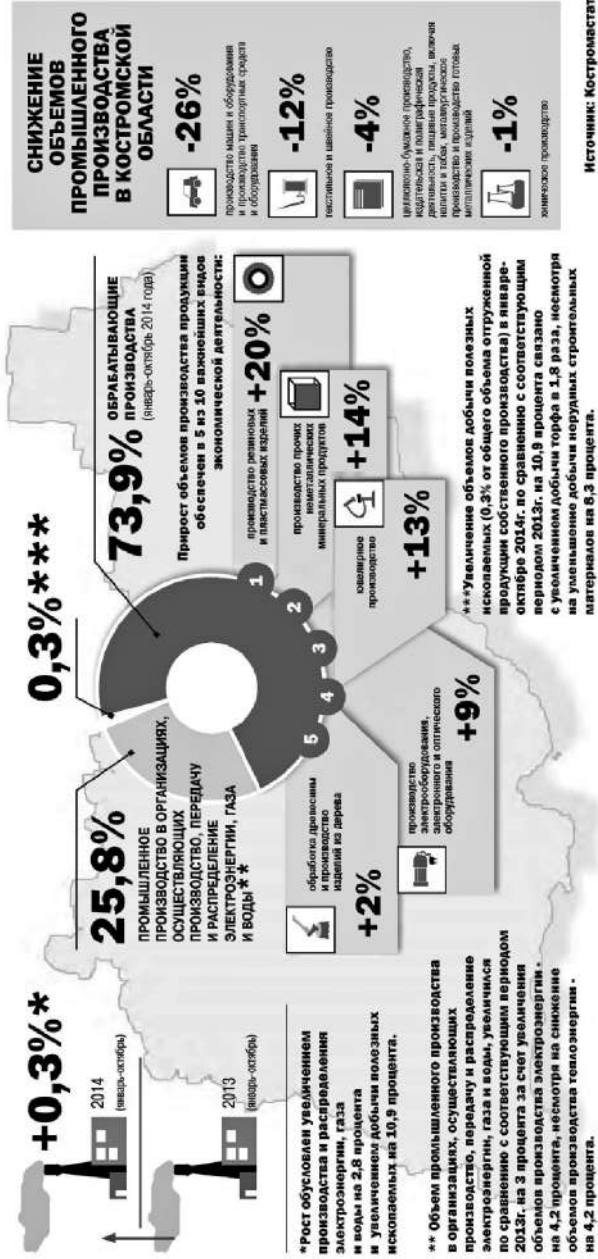 +0,3%*
2014
(январь-октябрь)
2013
(январь-октябрь)
*Рост обусловлен увеличением
производства и распределения
электроэнергии, газа
и воды на 2,8 процента
и увеличением добычи полезных
ископаемых на 10,9 процента.
** Объем промышленного производства
в организациях, осуществляющих
производство, передачу и распределение
электроэнергии, газа и воды, увеличился
по сравнению с соответствующим периодом
2013г. на 3 процента за счет увеличения
объемов производства электроэнергии -
на 4,2 процента, несмотря на снижение
объемов производства теплоэнергии -
на 4,2 процента.
25,8%
ПРОМЫШЛЕННОЕ
ПРОИЗВОДСТВО В ОРГАНИЗАЦИЯХ,
ОСУЩЕСТВЛЯЮЩИХ
ПРОИЗВОДСТВО, ПЕРЕДАЧУ
И РАСПРЕДЕЛЕНИЕ
ЭЛЕКТРОЭНЕРГИИ, ГАЗА
И ВОДЫ**
0,3%***
73,9%
ОБРАБАТЫВАЮЩИЕ
ПРОИЗВОДСТВА
(январь-октябрь 2014 года)
Прирост объемов производства продукции
обеспечен в 5 из 10 важнейших видов
экономической деятельности:
1
производство резиновых
и пластмассовых изделий
+20%
2
производство прочих
неметаллических
минеральных продуктов
+14%
3
ювелирное
производство
+13%
4
производство
электрооборудования,
электронного и оптического
оборудования
+9%
5
обработка древесины
и производство
изделий из дерева
+2%
***Увеличение объемов добычи полезных
ископаемых (0,3% от общего объема отгруженной
продукции собственного производства) в январе-
октябре 2014г. по сравнению с соответствующим
периодом 2013г. на 10,9 процента связано
с увеличением добычи торфа в 1,8 раза, несмотря
на уменьшение добычи нерудных строительных
материалов на 8,3 процента.
СНИЖЕНИЕ
ОБЪЕМОВ
ПРОМЫШЛЕННОГО
ПРОИЗВОДСТВА
В КОСТРОМСКОЙ
ОБЛАСТИ
-26%
производство машин и оборудования
и производство транспортных средств
и оборудования
-12%
текстильное и швейное производство
-4%
целлюлозно-бумажное производство,
издательская и полиграфическая
деятельность, пищевые продукты, включая
напитки и табак, металлургическое
производство и производство готовых
металлических изделий
-1%
химическое производство
Источник: Костромастат